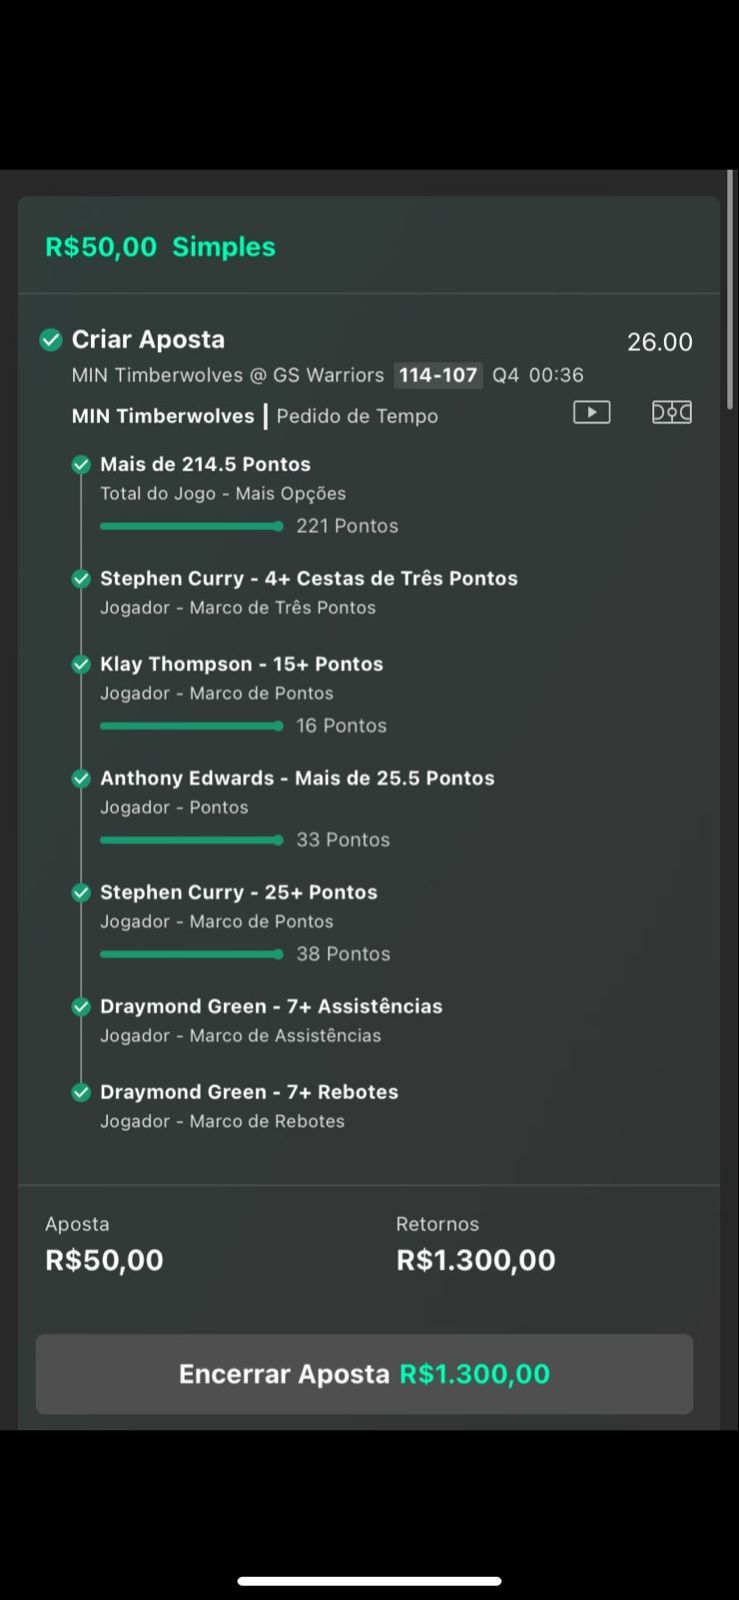 R$50,00 Simples
Criar Aposta 26.00
MIN Timberwolves @ GS Warriors 114-107 Q4 00:36
MIN Timberwolves | Pedido de Tempo
Mais de 214.5 Pontos
Total do Jogo - Mais Opções
221 Pontos
Stephen Curry - 4+ Cestas de Três Pontos
Jogador - Marco de Três Pontos
Klay Thompson - 15+ Pontos
Jogador - Marco de Pontos
16 Pontos
Anthony Edwards - Mais de 25.5 Pontos
Jogador - Pontos
33 Pontos
Stephen Curry - 25+ Pontos
Jogador - Marco de Pontos
38 Pontos
Draymond Green - 7+ Assistências
Jogador - Marco de Assistências
Draymond Green - 7+ Rebotes
Jogador - Marco de Rebotes
Aposta Retornos
R$50,00 R$1.300,00
Encerrar Aposta R$1.300,00